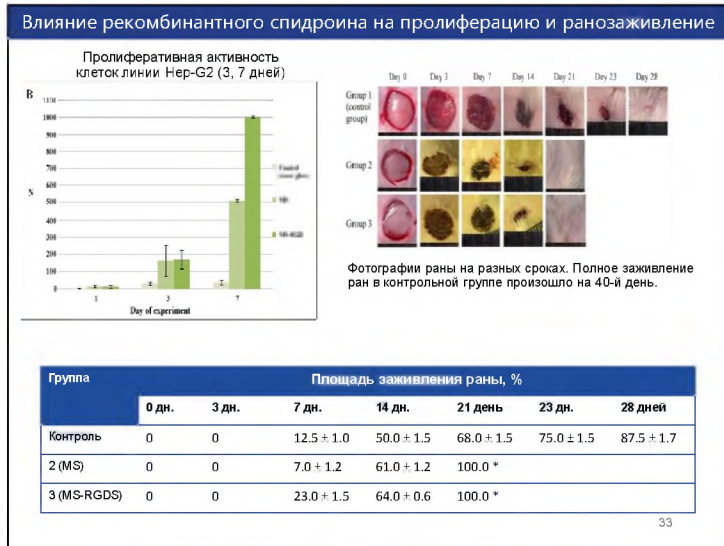 Влияние рекомбинантного спидроина на пролиферацию и ранозаживление
Пролиферативная активность
клеток линии Hep-G2 (3, 7 дней)
B
1100
1000
900
800
700
600
500
400
300
200
100
0
N
1 3 7
Day of experiment
Control
MS
MS-RGDS
Day 0 Day 3 Day 7 Day 14 Day 21 Day 23 Day 28
Group 1
(control
group)
Group 2
Group 3
Фотографии раны на разных сроках. Полное заживление
ран в контрольной группе произошло на 40-й день.
Группа Площадь заживления раны, %
0 дн. 3 дн. 7 дн. 14 дн. 21 день 23 дн. 28 дней
Контроль 0 0 12.5 ± 1.0 50.0 ± 1.5 68.0 ± 1.5 75.0 ± 1.5 87.5 ± 1.7
2 (MS) 0 0 7.0 ± 1.2 61.0 ± 1.2 100.0 *
3 (MS-RGDS) 0 0 23.0 ± 1.5 64.0 ± 0.6 100.0 *
33